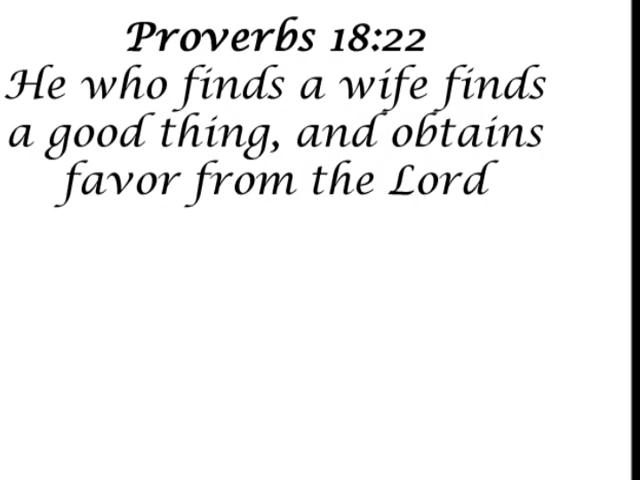 Proverbs 18:22
He who finds a wife finds
a good thing, and obtains
favor from the Lord